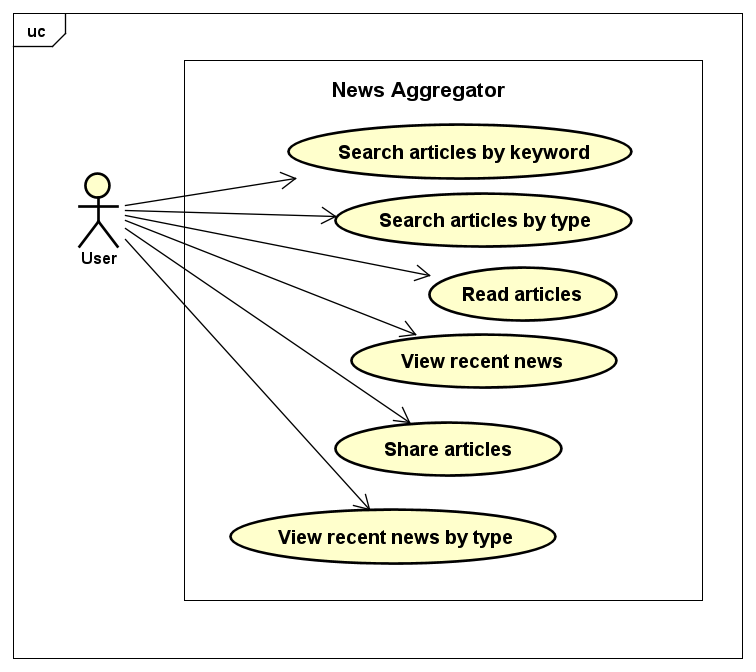 uc
News Aggregator
Search articles by keyword
Search articles by type
User
Read articles
View recent news
Share articles
View recent news by type